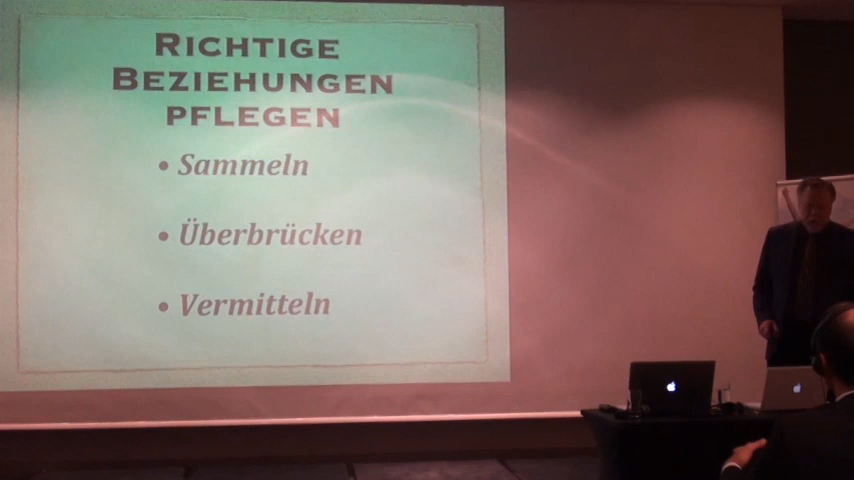 RICHTIGE
BEZIEHUNGEN
PFLEGEN
• Sammeln
• Überbrücken
• Vermitteln